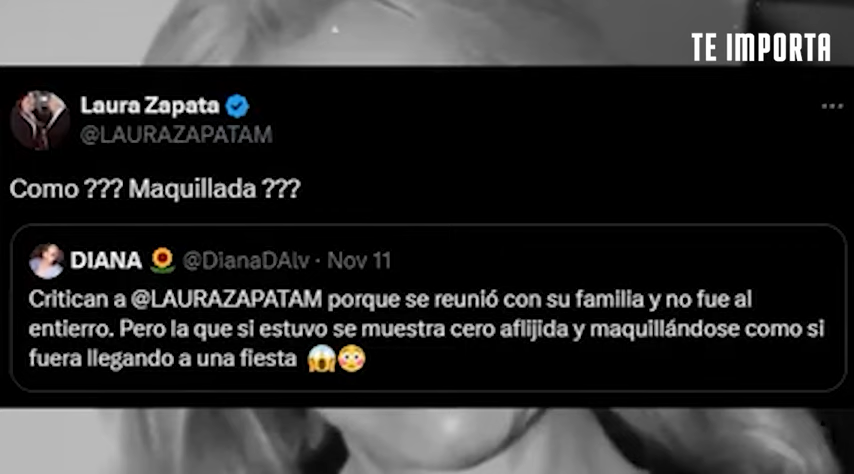 TE IMPORTA
Laura Zapata
@LAURAZAPATAM
Como ??? Maquillada ???
DIANA 🌻 @DianaDAlv · Nov 11
Critican a @LAURAZAPATAM porque se reunió con su familia y no fue al
entierro. Pero la que si estuvo se muestra cero aflijida y maquillándose como si
fuera llegando a una fiesta 😱😳